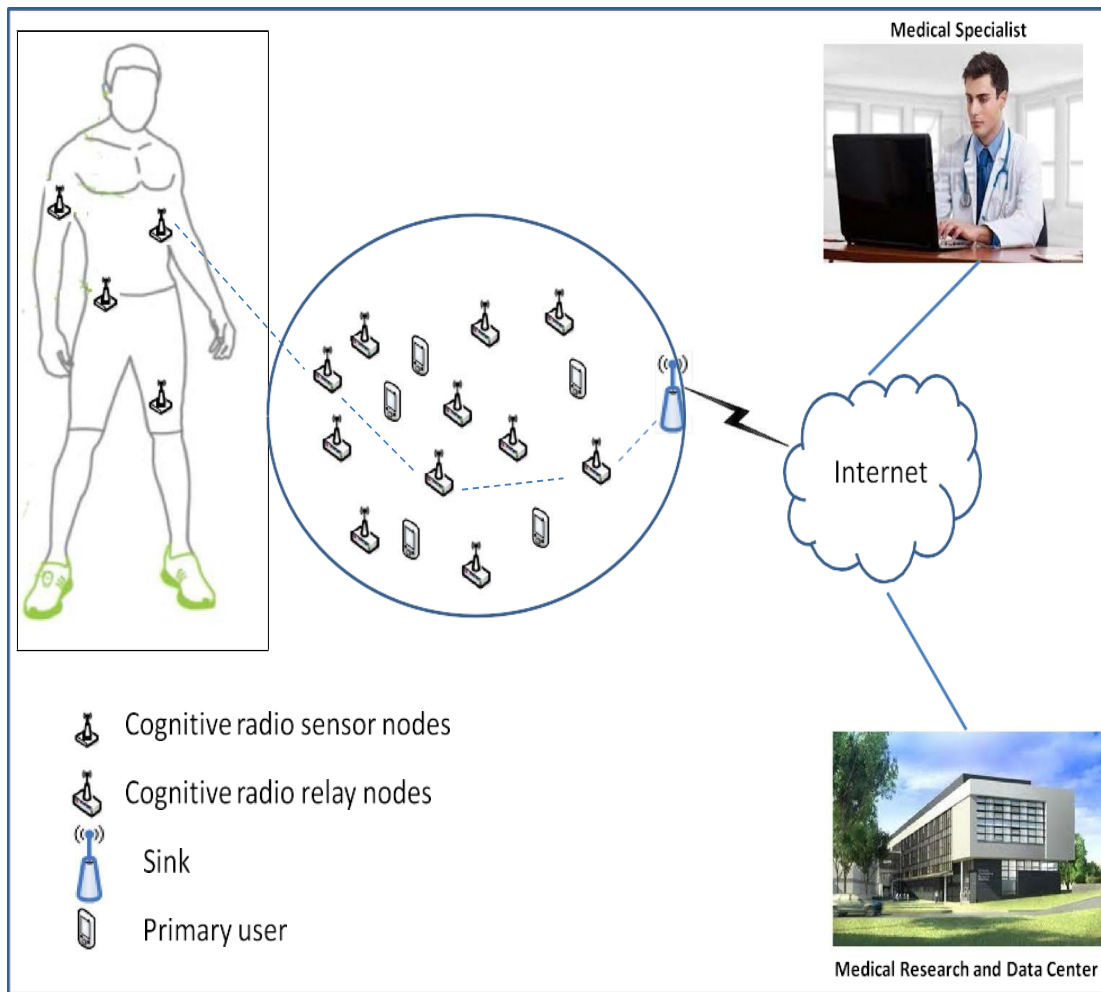 Medical Specialist
Internet
Cognitive radio sensor nodes
Cognitive radio relay nodes
Sink
Primary user
Medical Research and Data Center